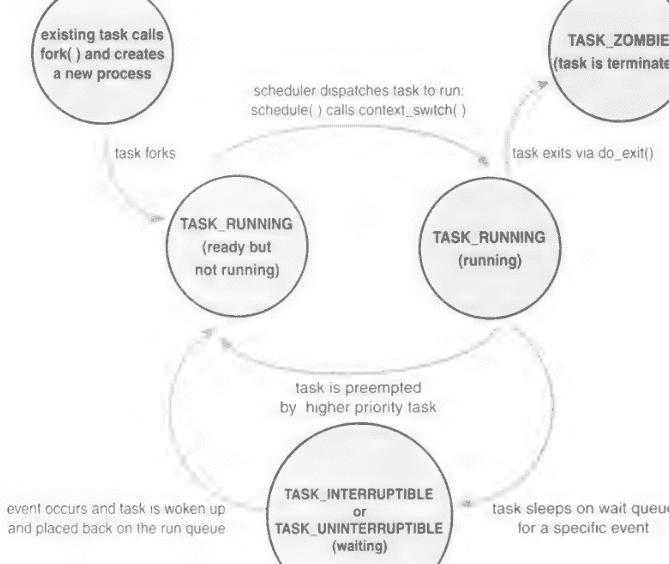 existing task calls
fork( ) and creates
a new process
TASK_ZOMBIE
(task is terminate
scheduler dispatches task to run:
schedule( ) calls context_switch( )
task forks
task exits via do_exit()
TASK_RUNNING
(ready but
not running)
TASK_RUNNING
(running)
task is preempted
by higher priority task
TASK_INTERRUPTIBLE
or
TASK_UNINTERRUPTIBLE
(waiting)
event occurs and task is woken up
and placed back on the run queue
task sleeps on wait queue
for a specific event